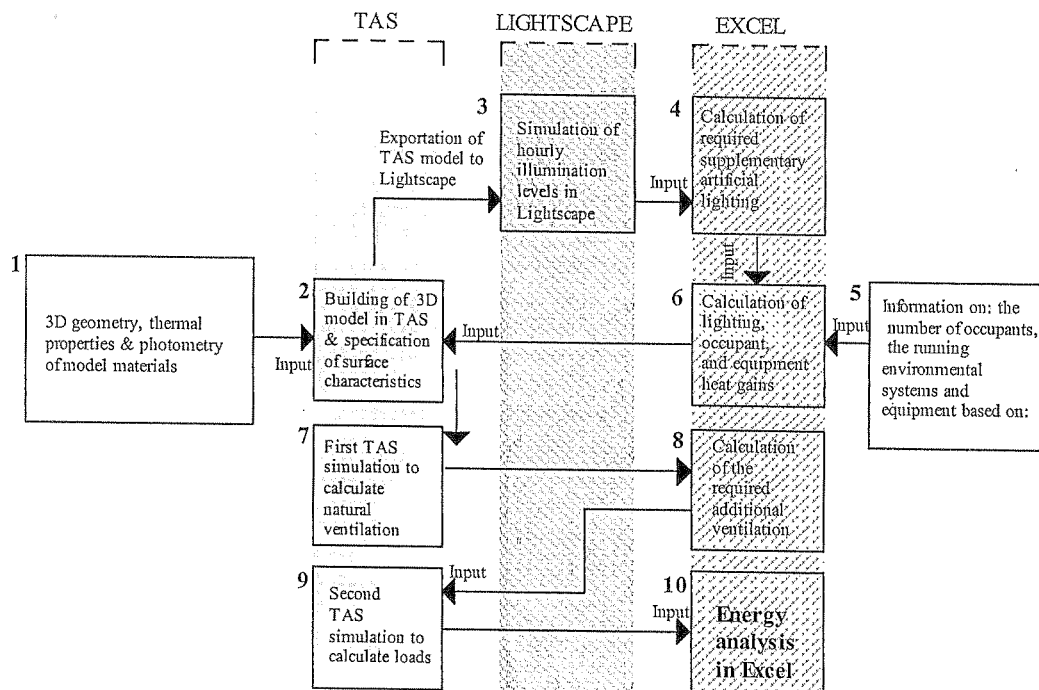 TAS
LIGHTSCAPE
EXCEL
1
3D geometry, thermal
properties & photometry
of model materials
Input
2
Building of 3D
model in TAS
& specification
of surface
characteristics
Exportation of
TAS model to
Lightscape
3
Simulation of
hourly
illumination
levels in
Lightscape
Input
4
Calculation of
required
supplementary
artificial
lighting
Input
5
Information on: the
number of occupants,
the running
environmental
systems and
equipment based on:
Input
6
Calculation of
lighting,
occupant,
and equipment
heat gains
Input
7
First TAS
simulation to
calculate
natural
ventilation
8
Calculation
of the
required
additional
ventilation
Input
9
Second
TAS
simulation to
calculate loads
Input
10
Energy
analysis
in Excel